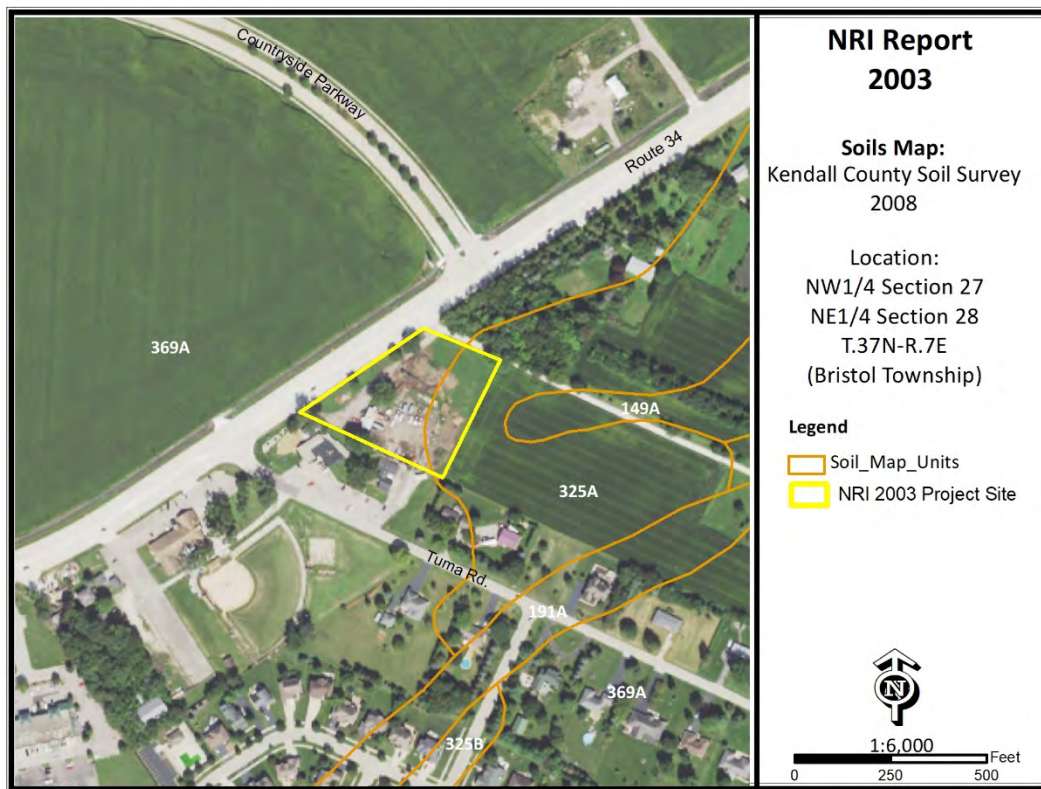 Countryside Parkway
Route 34
369A
149A
325A
Tuma Rd.
191A
369A
325B
NRI Report
2003
Soils Map:
Kendall County Soil Survey
2008
Location:
NW1/4 Section 27
NE1/4 Section 28
T.37N-R.7E
(Bristol Township)
Legend
Soil_Map_Units
NRI 2003 Project Site
N
1:6,000
Feet
0 250 500